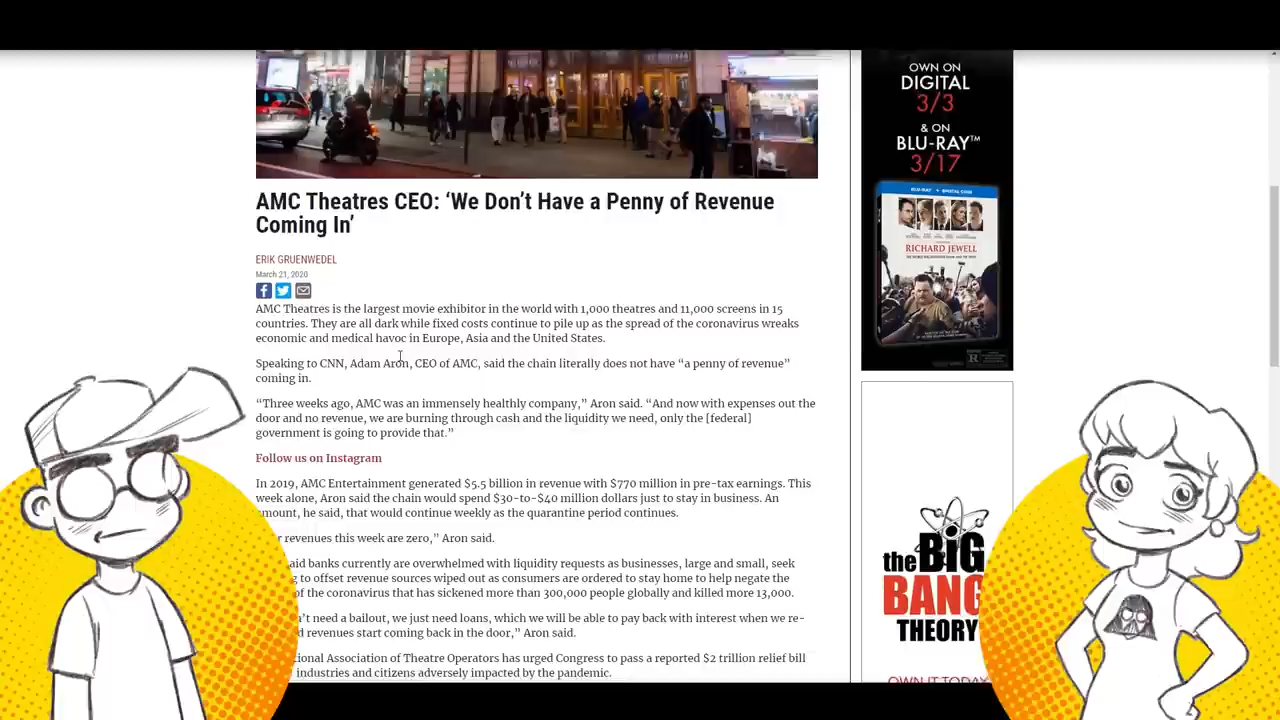 AMC Theatres CEO: ‘We Don’t Have a Penny of Revenue
Coming In’
ERIK GRUENWEDEL
March 21, 2020
AMC Theatres is the largest movie exhibitor in the world with 1,000 theatres and 11,000 screens in 15
countries. They are all dark while fixed costs continue to pile up as the spread of the coronavirus wreaks
economic and medical havoc in Europe, Asia and the United States.
Speaking to CNN, Adam Aron, CEO of AMC, said the chain literally does not have “a penny of revenue”
coming in.
“Three weeks ago, AMC was an immensely healthly company,” Aron said. “And now with expenses out the
door and no revenue, we are burning through cash and the liquidity we need, only the [federal]
government is going to provide that.”
Follow us on Instagram
In 2019, AMC Entertainment generated $5.5 billion in revenue with $770 million in pre-tax earnings. This
week alone, Aron said the chain would spend $30-to-$40 million dollars just to stay in business. An
amount, he said, that would continue weekly as the quarantine period continues.
revenues this week are zero,” Aron said.
banks currently are overwhelmed with liquidity requests as businesses, large and small, seek
to offset revenue sources wiped out as consumers are ordered to stay home to help negate the
of the coronavirus that has sickened more than 300,000 people globally and killed more 13,000.
need a bailout, we just need loans, which we will be able to pay back with interest when we re-
revenues start coming back in the door,” Aron said.
Association of Theatre Operators has urged Congress to pass a reported $2 trillion relief bill
industries and citizens adversely impacted by the pandemic.
OWN ON
DIGITAL
3/3
& ON
BLU-RAY™
3/17
RICHARD JEWELL
R
the BIG
BANG
THEORY
OWN IT TODAY